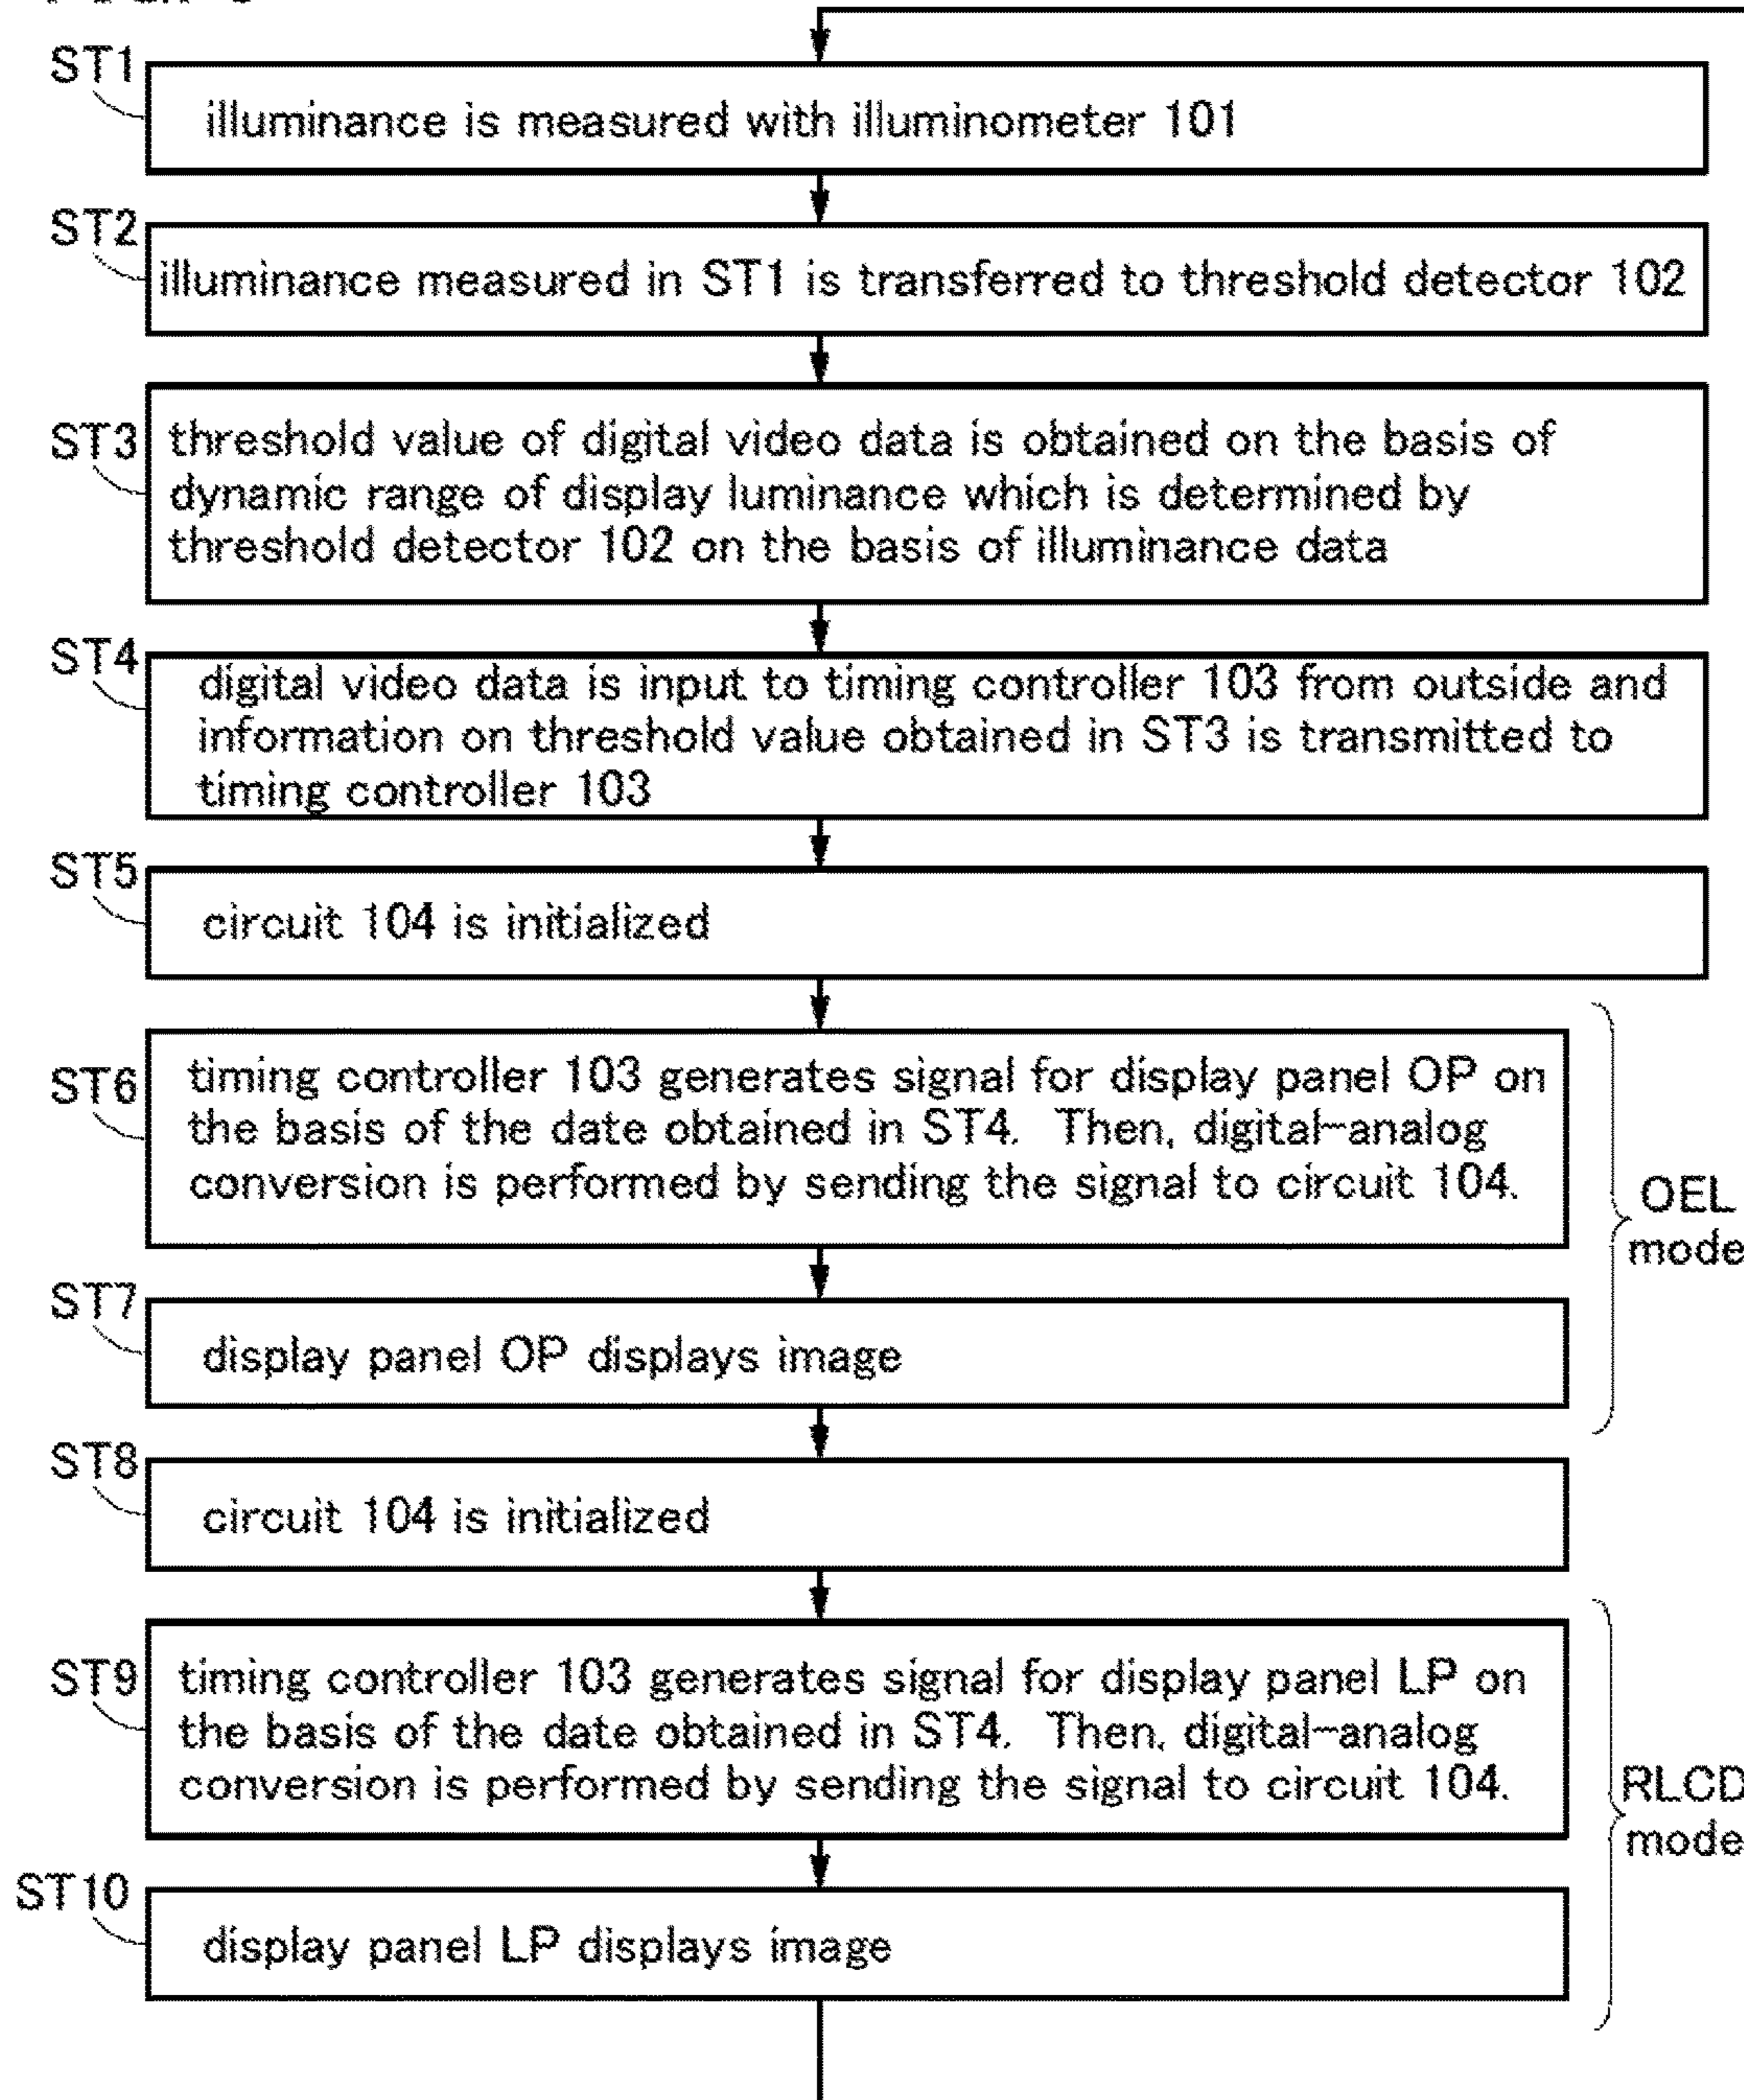 ST1
illuminance is measured with illuminometer 101
ST2
illuminance measured in ST1 is transferred to threshold detector 102
ST3
threshold value of digital video data is obtained on the basis of
dynamic range of display luminance which is determined by
threshold detector 102 on the basis of illuminance data
ST4
digital video data is input to timing controller 103 from outside and
information on threshold value obtained in ST3 is transmitted to
timing controller 103
ST5
circuit 104 is initialized
ST6
timing controller 103 generates signal for display panel OP on
the basis of the date obtained in ST4. Then, digital-analog
conversion is performed by sending the signal to circuit 104.
OEL
mode
ST7
display panel OP displays image
ST8
circuit 104 is initialized
ST9
timing controller 103 generates signal for display panel LP on
the basis of the date obtained in ST4. Then, digital-analog
conversion is performed by sending the signal to circuit 104.
RLCD
mode
ST10
display panel LP displays image